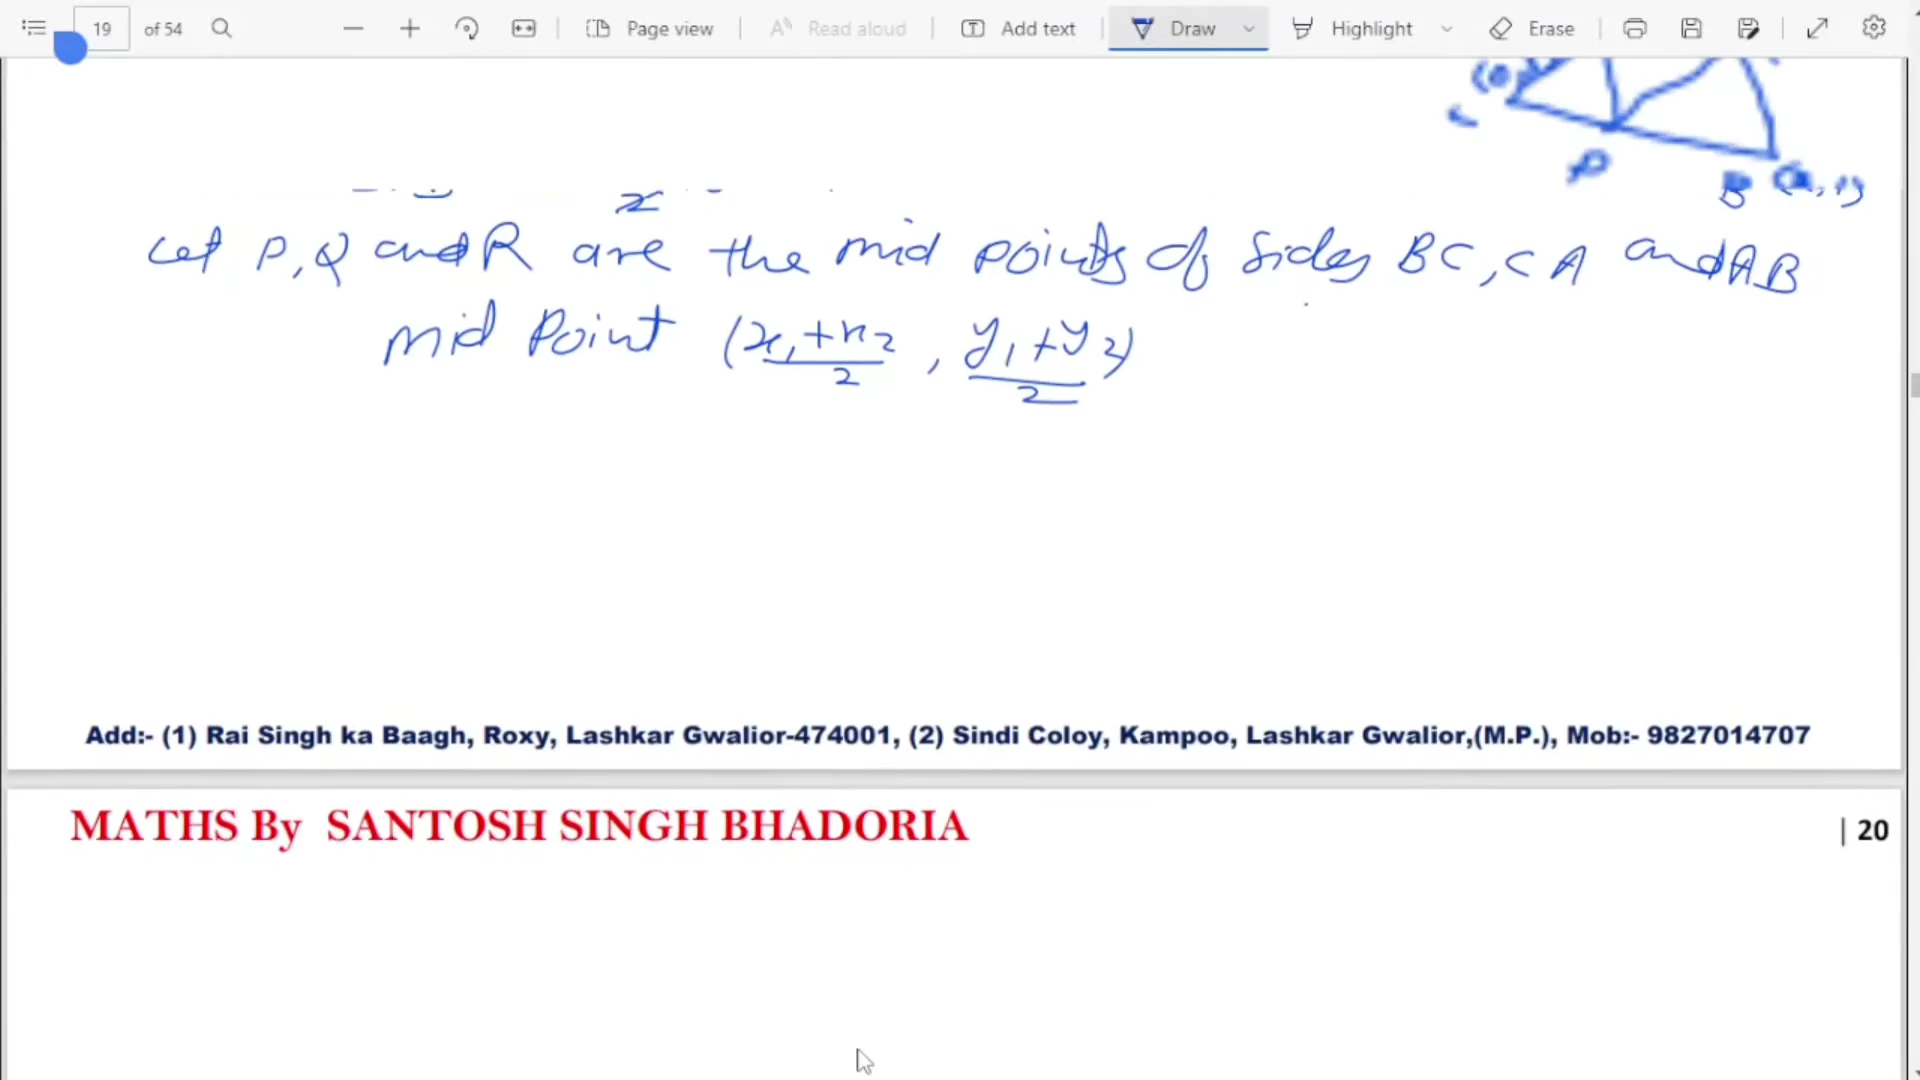 19 of 54 Page view Read aloud Add text Draw Highlight Erase
P
B
Let P, Q and R are the mid points of sides BC, CA and AB
mid Point (x₁+x₂/2, y₁+y₂/2)
Add:- (1) Rai Singh ka Baagh, Roxy, Lashkar Gwalior-474001, (2) Sindi Coloy, Kampoo, Lashkar Gwalior,(M.P.), Mob:- 9827014707
MATHS By SANTOSH SINGH BHADORIA
| 20